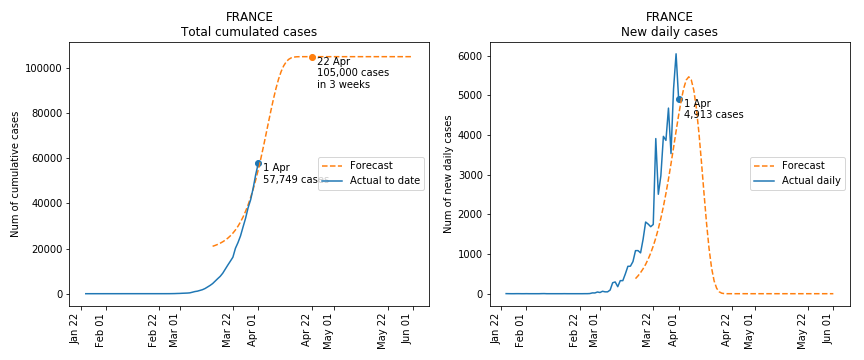 FRANCE
Total cumulated cases
Num of cumulative cases
100000
80000
60000
40000
20000
0
22 Apr
105,000 cases
in 3 weeks
1 Apr
57,749 cases
Forecast
Actual to date
Jan 22
Feb 01
Feb 22
Mar 01
Mar 22
Apr 01
Apr 22
May 01
May 22
Jun 01
FRANCE
New daily cases
Num of new daily cases
6000
5000
4000
3000
2000
1000
0
1 Apr
4,913 cases
Forecast
Actual daily
Jan 22
Feb 01
Feb 22
Mar 01
Mar 22
Apr 01
Apr 22
May 01
May 22
Jun 01